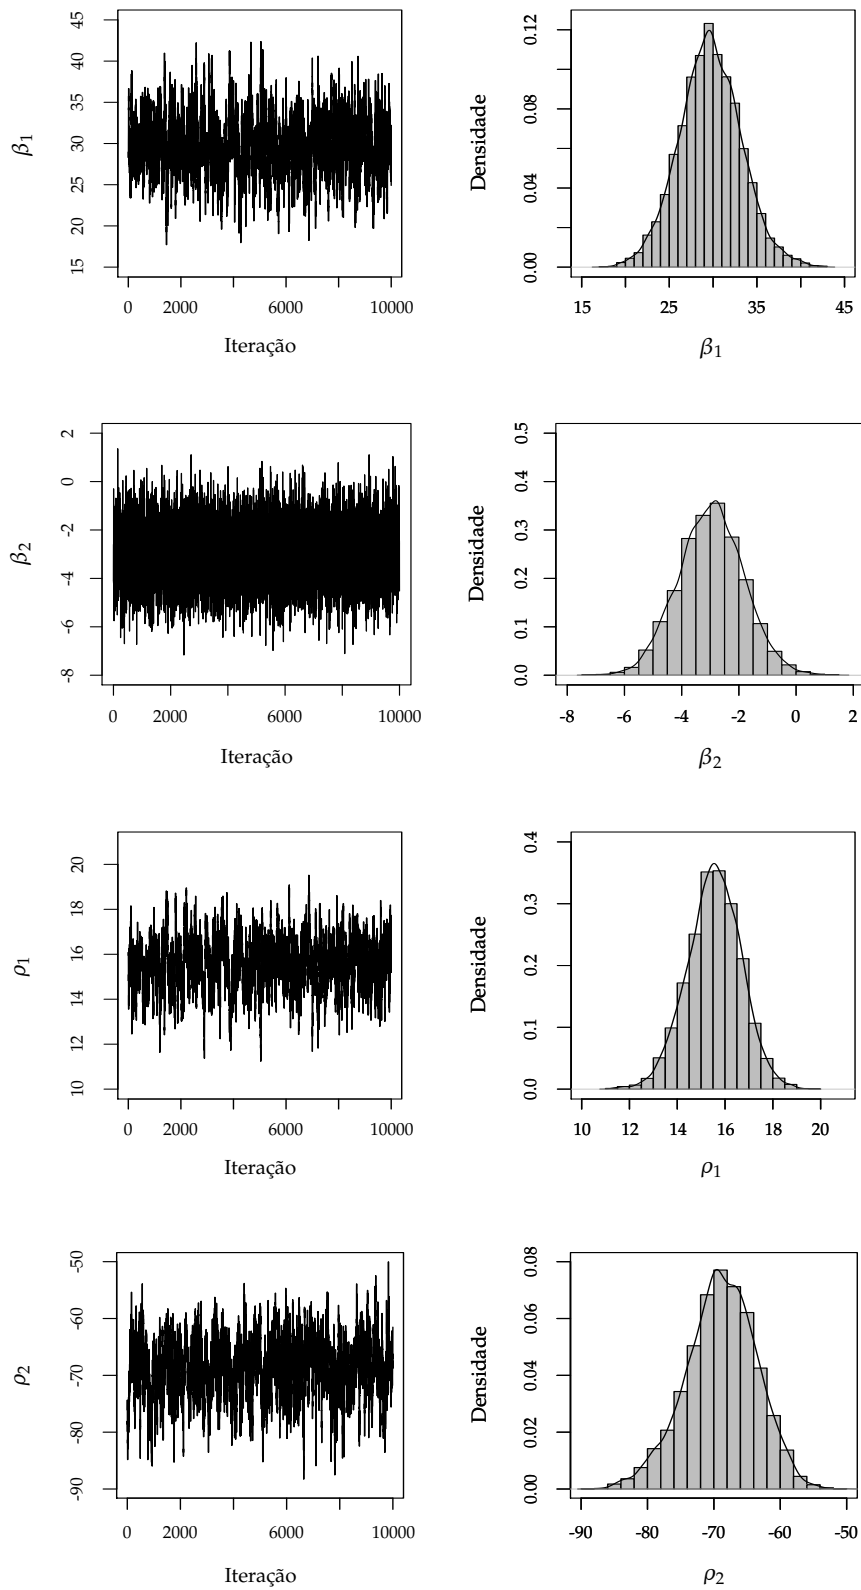 β1
45
40
35
30
25
20
15
0 2000 6000 10000
Iteração
Densidade
0.12
0.08
0.04
0.00
15 25 35 45
β1
β2
2
0
-2
-4
-6
-8
0 2000 6000 10000
Iteração
Densidade
0.5
0.4
0.3
0.2
0.1
0.0
-8 -6 -4 -2 0 2
β2
ρ1
20
18
16
14
12
10
0 2000 6000 10000
Iteração
Densidade
0.4
0.3
0.2
0.1
0.0
10 12 14 16 18 20
ρ1
ρ2
-50
-60
-70
-80
-90
0 2000 6000 10000
Iteração
Densidade
0.08
0.06
0.04
0.02
0.00
-90 -80 -70 -60 -50
ρ2